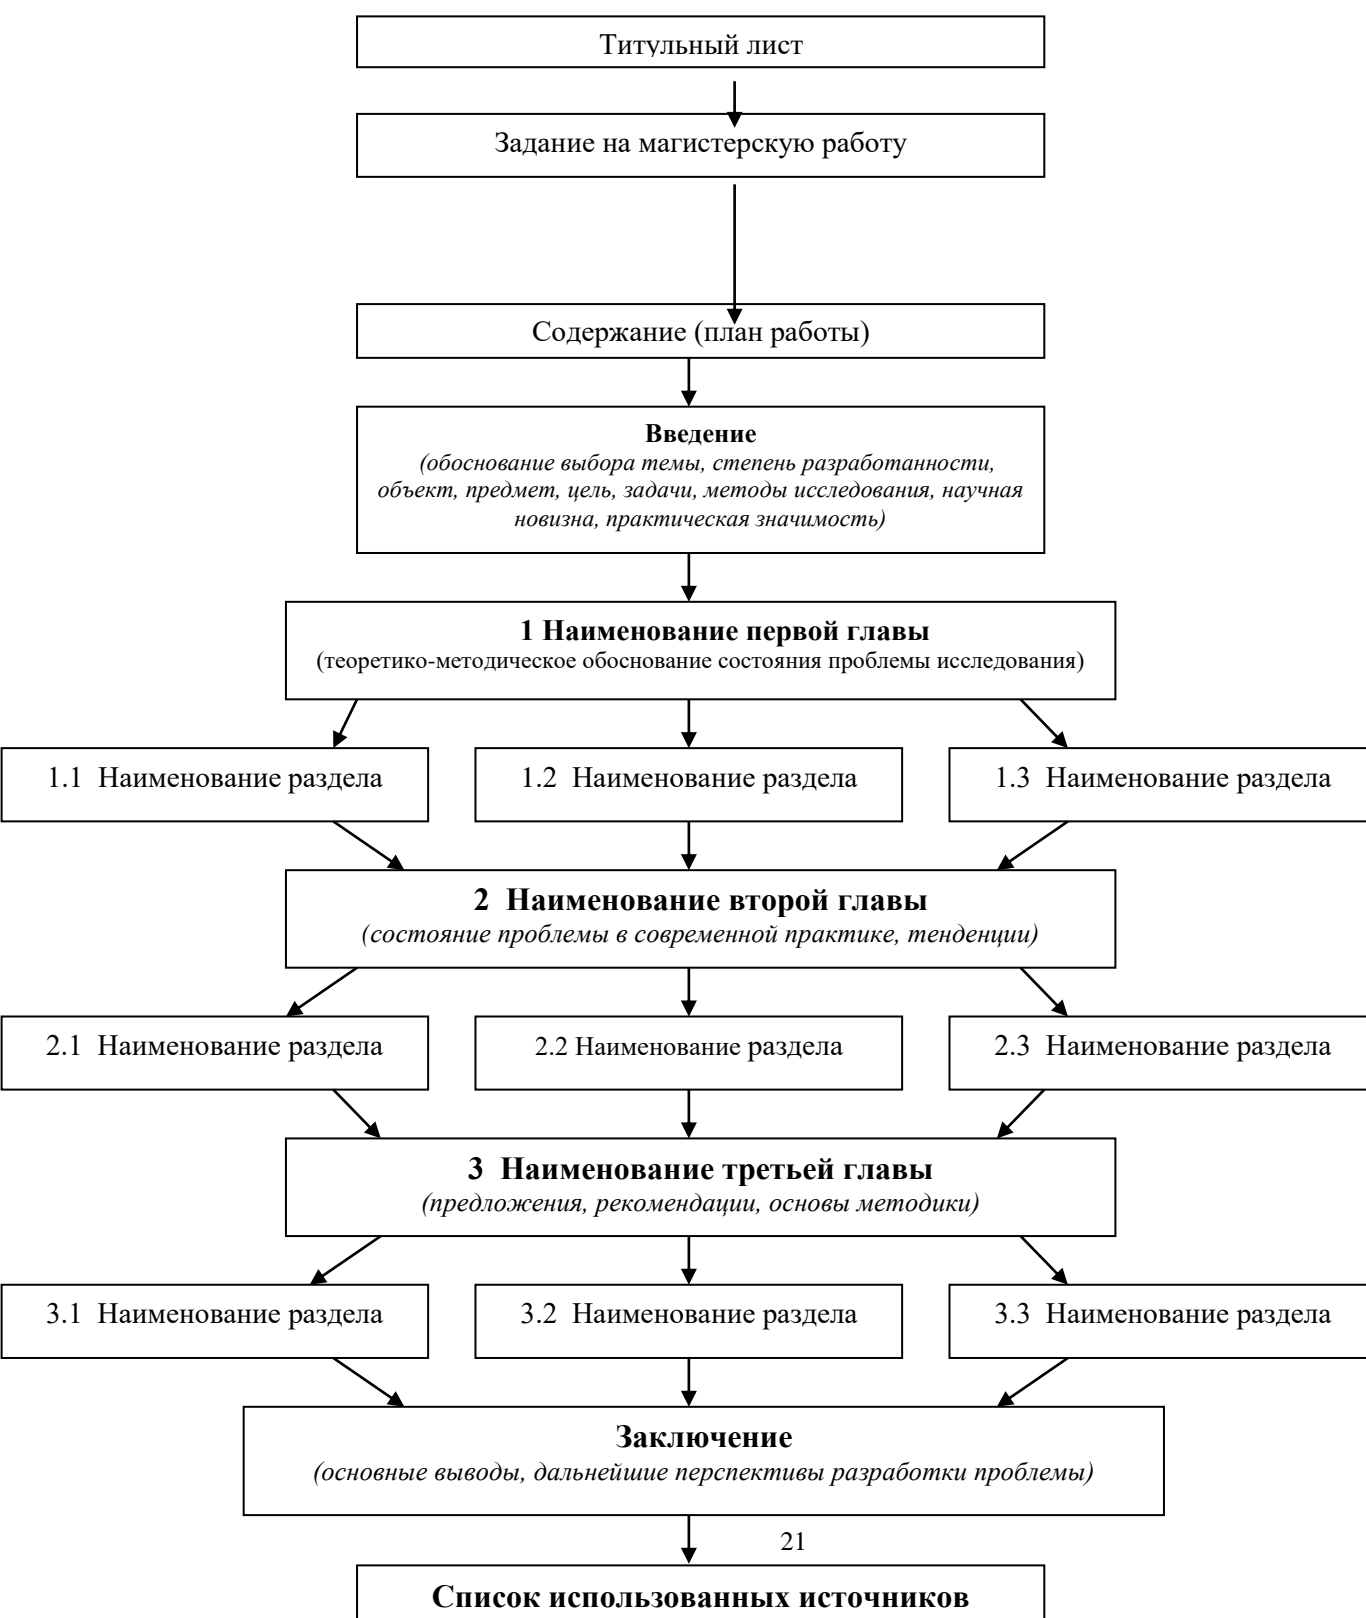 Титульный лист
Задание на магистерскую работу
Содержание (план работы)
Введение
(обоснование выбора темы, степень разработанности,
объект, предмет, цель, задачи, методы исследования, научная
новизна, практическая значимость)
1 Наименование первой главы
(теоретико-методическое обоснование состояния проблемы исследования)
1.1 Наименование раздела
1.2 Наименование раздела
1.3 Наименование раздела
2 Наименование второй главы
(состояние проблемы в современной практике, тенденции)
2.1 Наименование раздела
2.2 Наименование раздела
2.3 Наименование раздела
3 Наименование третьей главы
(предложения, рекомендации, основы методики)
3.1 Наименование раздела
3.2 Наименование раздела
3.3 Наименование раздела
Заключение
(основные выводы, дальнейшие перспективы разработки проблемы)
21
Список использованных источников